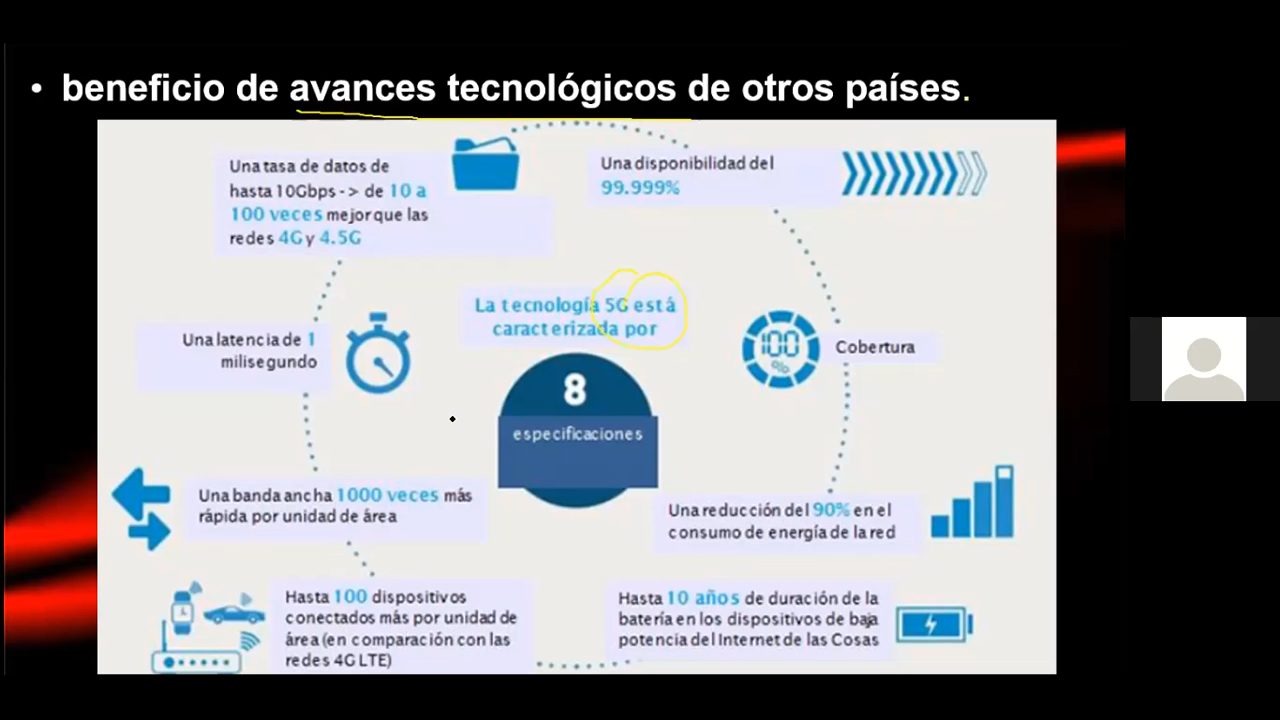 • beneficio de avances tecnológicos de otros países.
Una tasa de datos de
hasta 10Gbps -> de 10 a
100 veces mejor que las
redes 4G y 4.5G
Una disponibilidad del
99.999%
La tecnología 5G está
caracterizada por
8
especificaciones
Una latencia de 1
milisegundo
100
%
Cobertura
Una banda ancha 1000 veces más
rápida por unidad de área
Una reducción del 90% en el
consumo de energía de la red
Hasta 100 dispositivos
conectados más por unidad de
área (en comparación con las
redes 4G LTE)
Hasta 10 años de duración de la
batería en los dispositivos de baja
potencia del Internet de las Cosas